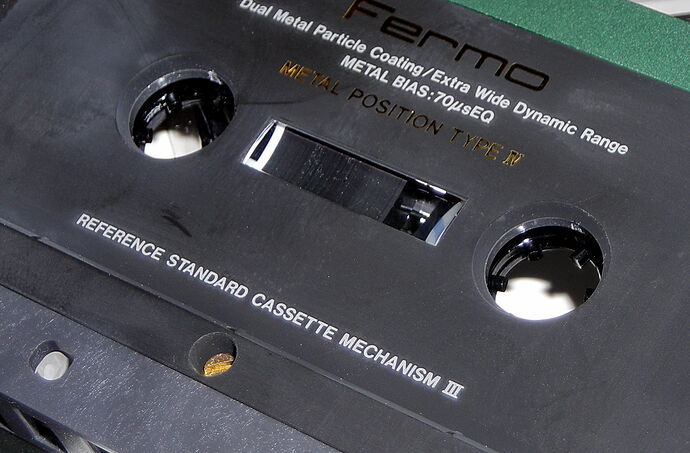 Fermo
Dual Metal Particle Coating/Extra Wide Dynamic Range
METAL BIAS:70µsEQ
METAL POSITION TYPE IV
REFERENCE STANDARD CASSETTE MECHANISM III